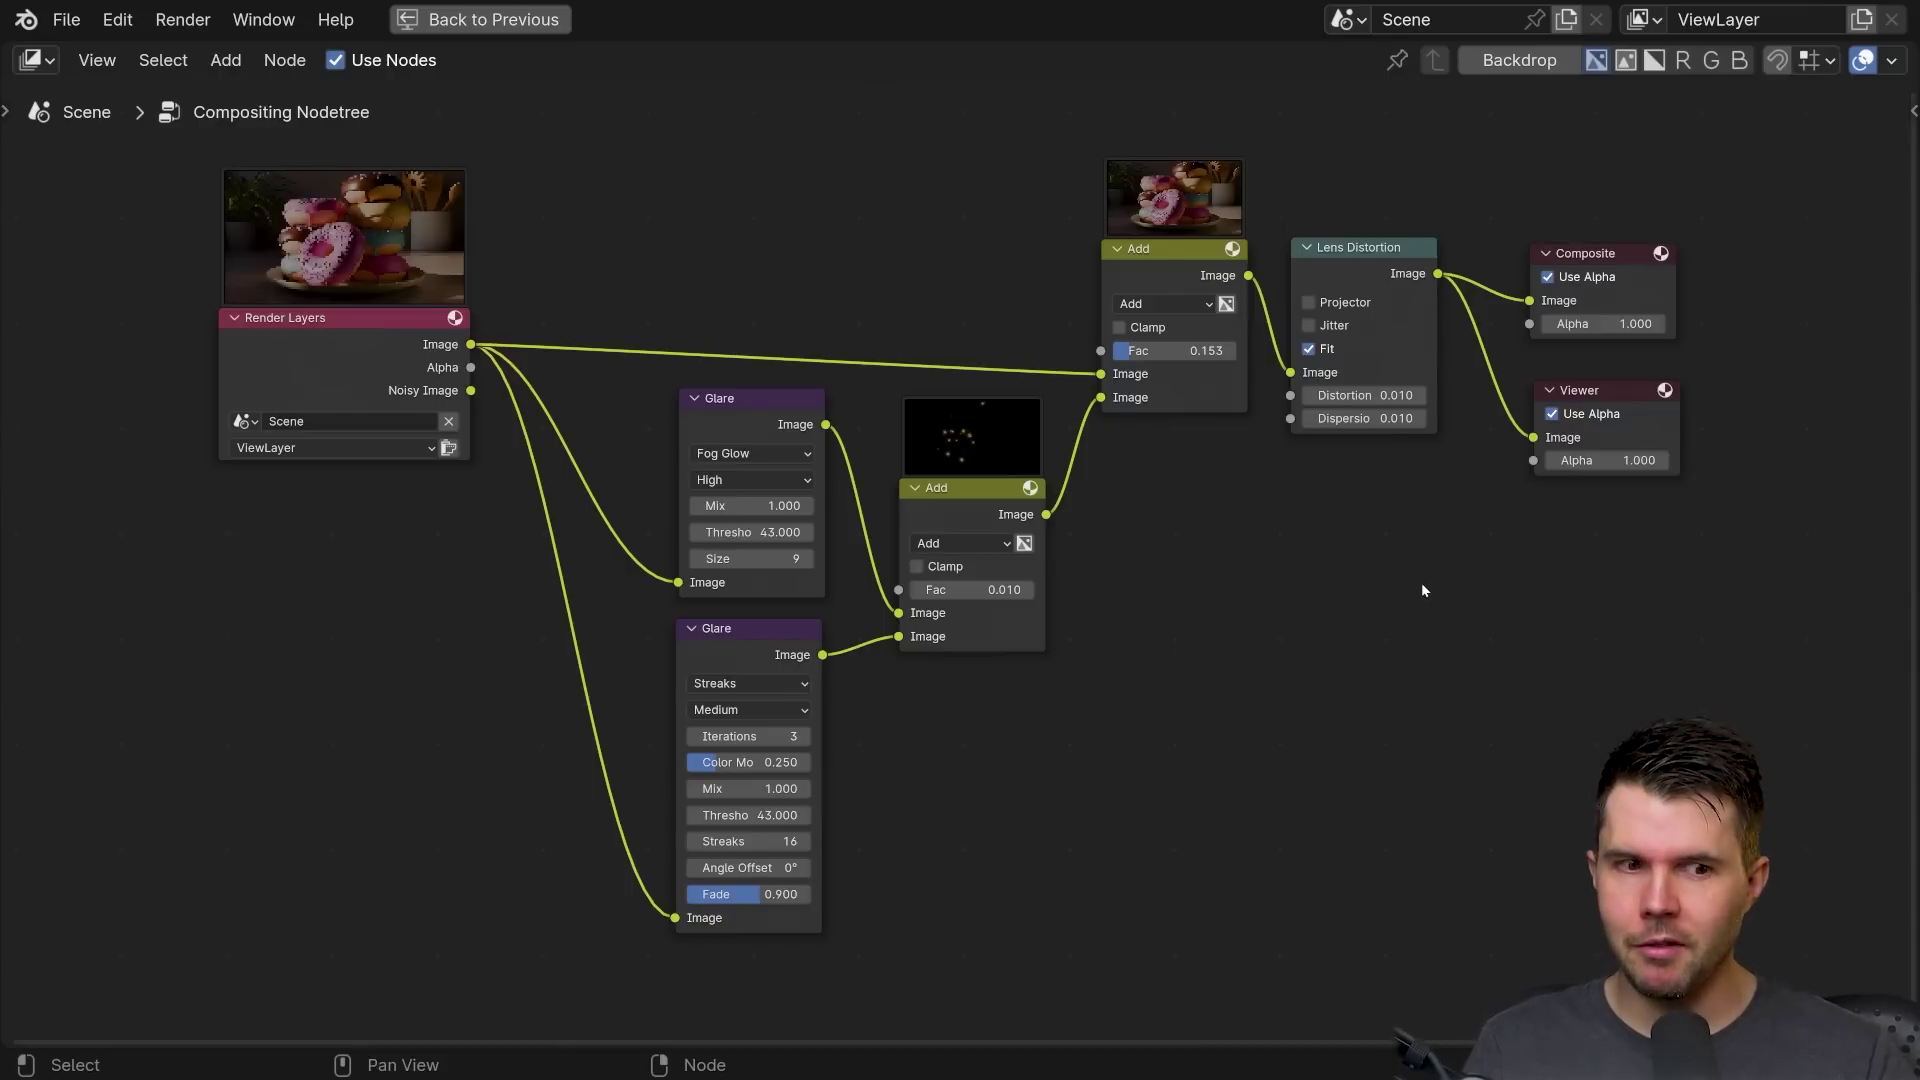 File Edit Render Window Help Back to Previous Scene ViewLayer
View Select Add Node Use Nodes Backdrop R G B
Scene Compositing Nodetree
Render Layers
Image
Alpha
Noisy Image
Scene
ViewLayer
Glare
Image
Fog Glow
High
Mix 1.000
Thresho 43.000
Size 9
Image
Glare
Image
Streaks
Medium
Iterations 3
Color Mo 0.250
Mix 1.000
Thresho 43.000
Streaks 16
Angle Offset 0°
Fade 0.900
Image
Add
Image
Add
Clamp
Fac 0.010
Image
Image
Add
Image
Add
Clamp
Fac 0.153
Image
Image
Lens Distortion
Image
Projector
Jitter
Fit
Image
Distortion 0.010
Dispersio 0.010
Composite
Use Alpha
Image
Alpha 1.000
Viewer
Use Alpha
Image
Alpha 1.000
Select Pan View Node